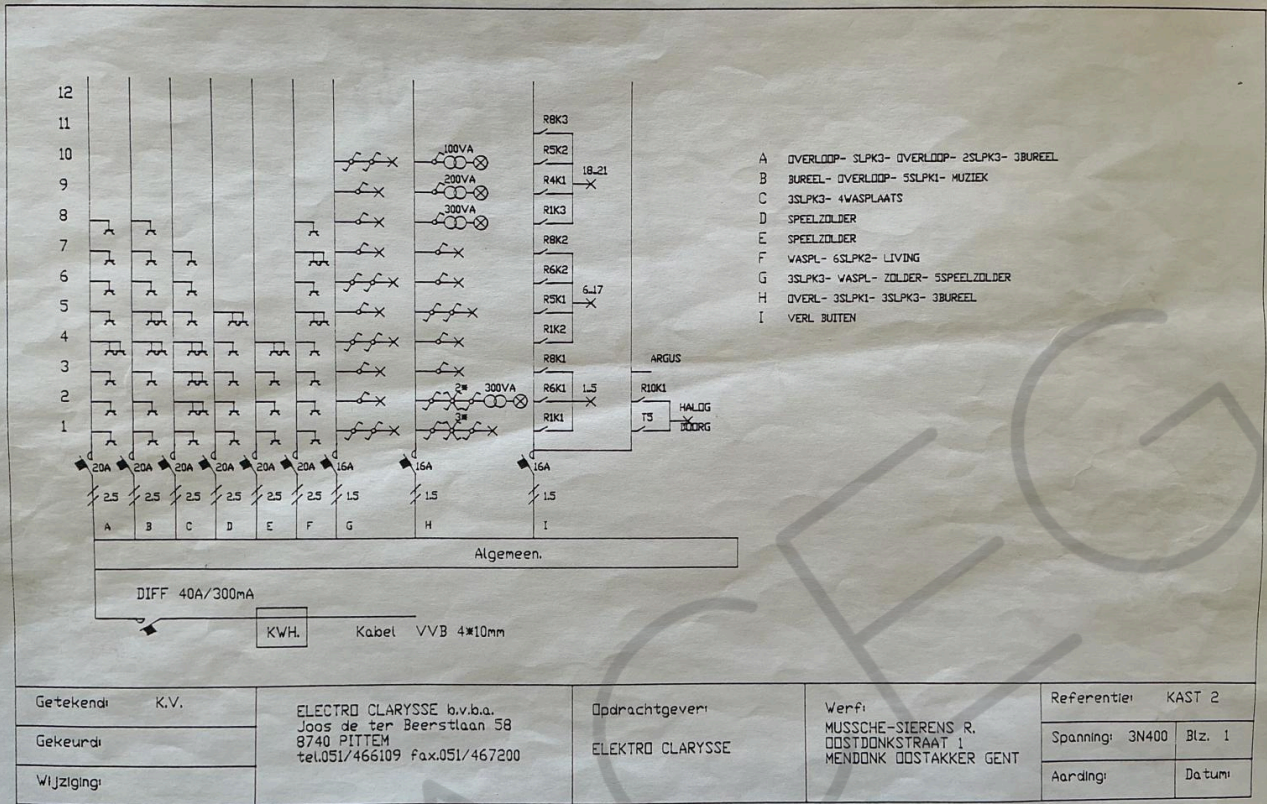 12
11
10
9
8
7
6
5
4
3
2
1
R8K3
R5K2
R4K1
R1K3
18..21
R8K2
R6K2
R5K1
R1K2
6..17
R8K1
R6K1
R1K1
1..5
ARGUS
R10K1
T5
HALOG
DOORG
100VA
200VA
300VA
2*
300VA
3*
A OVERLOOP- SLPK3- OVERLOOP- 2SLPK3- 3BUREEL
B BUREEL- OVERLOOP- 5SLPK1- MUZIEK
C 3SLPK3- 4WASPLAATS
D SPEELZOLDER
E SPEELZOLDER
F WASPL- 6SLPK2- LIVING
G 3SLPK3- WASPL- ZOLDER- 5SPEELZOLDER
H OVERL- 3SLPK1- 3SLPK3- 3BUREEL
I VERL BUITEN
20A 20A 20A 20A 20A 20A 16A 16A 16A
2.5 2.5 2.5 2.5 2.5 2.5 1.5 1.5 1.5
A B C D E F G H I
Algemeen.
DIFF 40A/300mA
KWH.
Kabel VVB 4*10mm
Getekend: K.V.
Gekeurd:
Wijziging:
ELECTRO CLARYSSE b.v.b.a.
Joos de ter Beerstlaan 58
8740 PITTEM
tel.051/466109 fax.051/467200
Opdrachtgever:
ELEKTRO CLARYSSE
Werf:
MUSSCHE-SIERENS R.
OOSTDONKSTRAAT 1
MENDONK OOSTAKKER GENT
Referentie: KAST 2
Spanning: 3N400 Blz. 1
Aarding: Datum:
ACEG